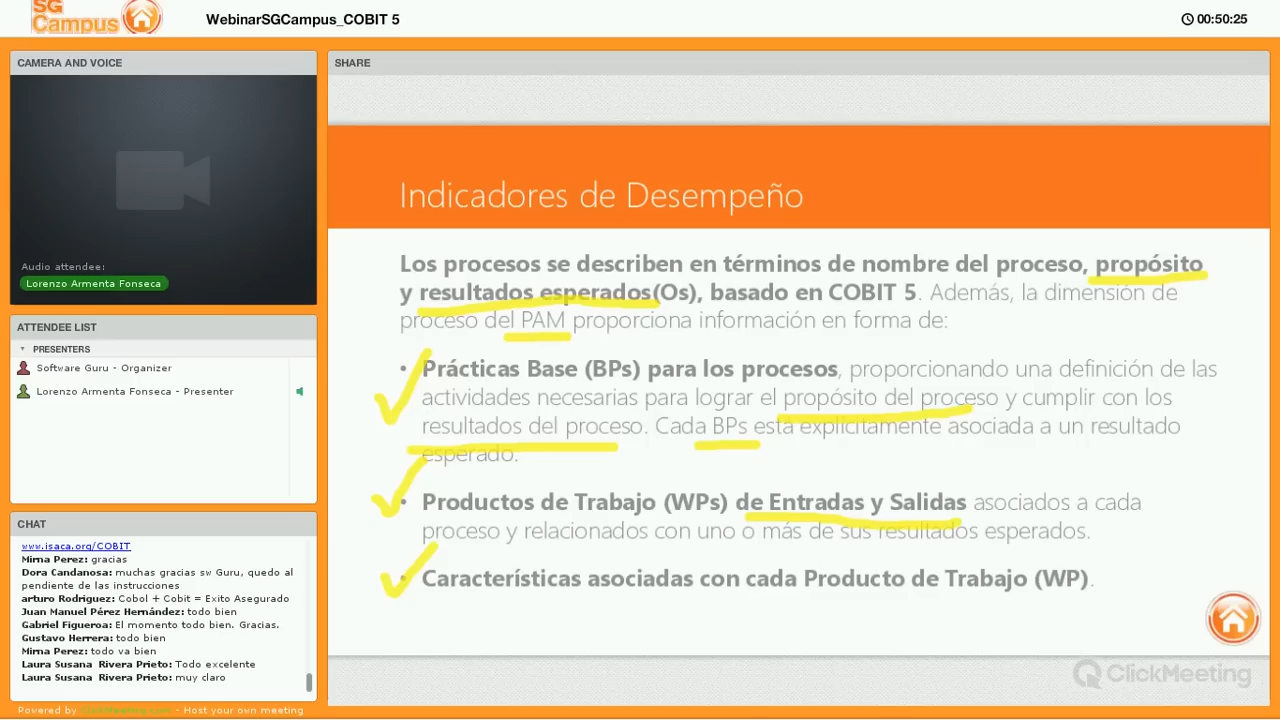 SG
Campus
WebinarSGCampus_COBIT 5
00:50:25
CAMERA AND VOICE
Audio attendee:
Lorenzo Armenta Fonseca
ATTENDEE LIST
PRESENTERS
Software Guru - Organizer
Lorenzo Armenta Fonseca - Presenter
CHAT
www.isaca.org/COBIT
Mirna Perez: gracias
Dora Candanosa: muchas gracias sw Guru, quedo al
pendiente de las instrucciones
arturo Rodriguez: Cobol + Cobit = Exito Asegurado
Juan Manuel Pérez Hernández: todo bien
Gabriel Figueroa: El momento todo bien. Gracias.
Gustavo Herrera: todo bien
Mirna Perez: todo va bien
Laura Susana Rivera Prieto: Todo excelente
Laura Susana Rivera Prieto: muy claro
Powered by ClickMeeting.com - Host your own meeting
SHARE
Indicadores de Desempeño
Los procesos se describen en términos de nombre del proceso, propósito
y resultados esperados(Os), basado en COBIT 5. Además, la dimensión de
proceso del PAM proporciona información en forma de:
• Prácticas Base (BPs) para los procesos, proporcionando una definición de las
actividades necesarias para lograr el propósito del proceso y cumplir con los
resultados del proceso. Cada BPs esta explícitamente asociada a un resultado
esperado.
• Productos de Trabajo (WPs) de Entradas y Salidas asociados a cada
proceso y relacionados con uno o más de sus resultados esperados.
• Características asociadas con cada Producto de Trabajo (WP).
ClickMeeting